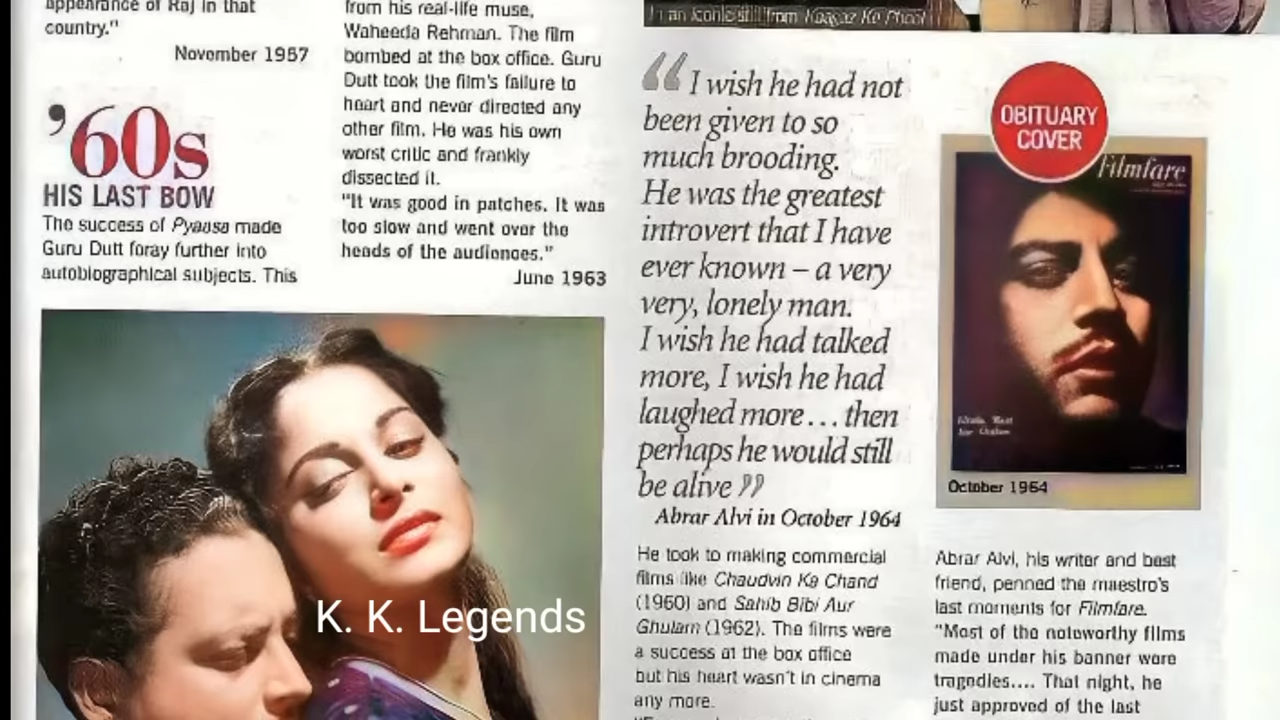 appearance of Raj in that
country."
November 1957
'60s
HIS LAST BOW
The success of Pyaasa made
Guru Dutt foray further into
autobiographical subjects. This
from his real-life muse,
Waheeda Rehman. The film
bombed at the box office. Guru
Dutt took the film's failure to
heart and never directed any
other film. He was his own
worst critic and frankly
dissected it.
"It was good in patches. It was
too slow and went over the
heads of the audiences."
June 1963
K. K. Legends
In an iconic still from Kaagaz Ke Phool
“I wish he had not
been given to so
much brooding.
He was the greatest
introvert that I have
ever known – a very
very, lonely man.
I wish he had talked
more, I wish he had
laughed more... then
perhaps he would still
be alive”
Abrar Alvi in October 1964
He took to making commercial
films like Chaudvin Ka Chand
(1960) and Sahib Bibi Aur
Ghulam (1962). The films were
a success at the box office
but his heart wasn't in cinema
any more.
OBITUARY
COVER
Filmfare
October 1964
Abrar Alvi, his writer and best
friend, penned the maestro's
last moments for Filmfare.
"Most of the noteworthy films
made under his banner were
tragedies.... That night, he
just approved of the last